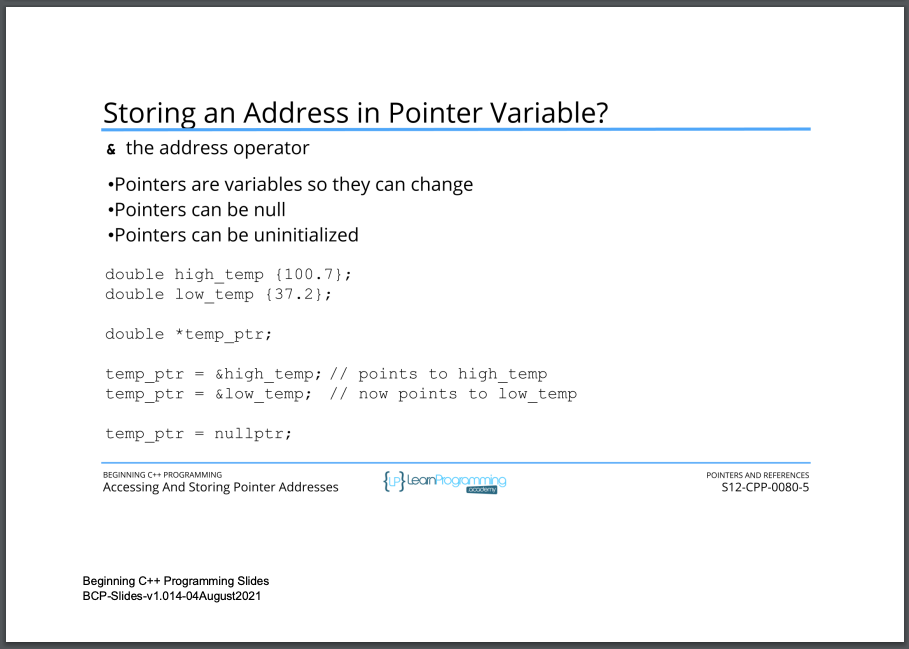 Storing an Address in Pointer Variable?
& the address operator
•Pointers are variables so they can change
•Pointers can be null
•Pointers can be uninitialized
double high_temp {100.7};
double low_temp {37.2};
double *temp_ptr;
temp_ptr = &high_temp; // points to high_temp
temp_ptr = &low_temp;  // now points to low_temp
temp_ptr = nullptr;
BEGINNING C++ PROGRAMMING
Accessing And Storing Pointer Addresses
{LP} LearnProgramming
academy
POINTERS AND REFERENCES
S12-CPP-0080-5
Beginning C++ Programming Slides
BCP-Slides-v1.014-04August2021